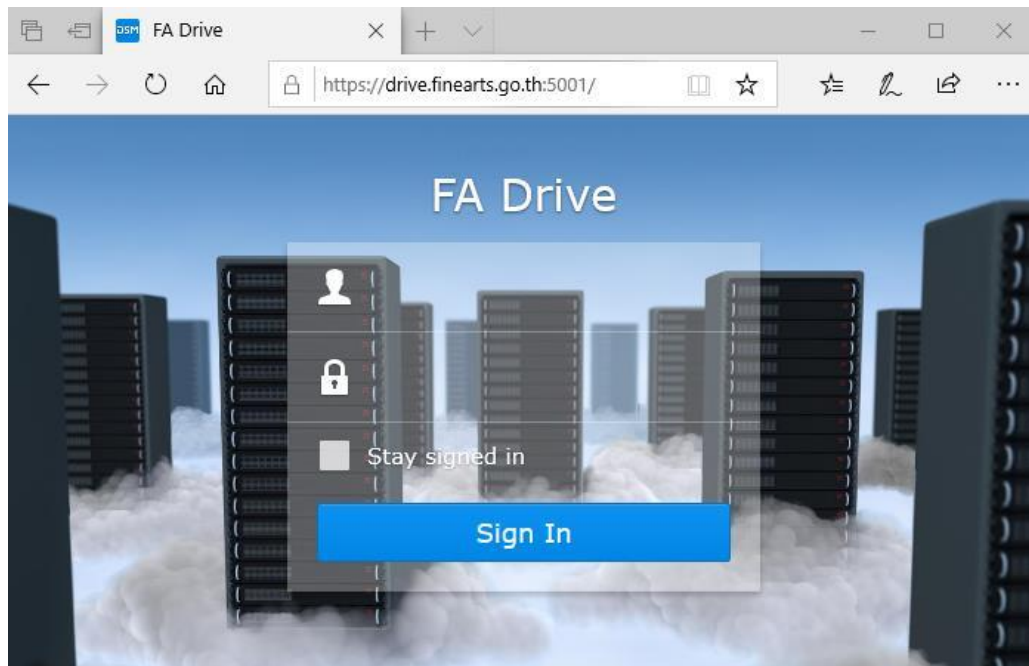 DSM FA Drive
https://drive.finearts.go.th:5001/
FA Drive
Stay signed in
Sign In